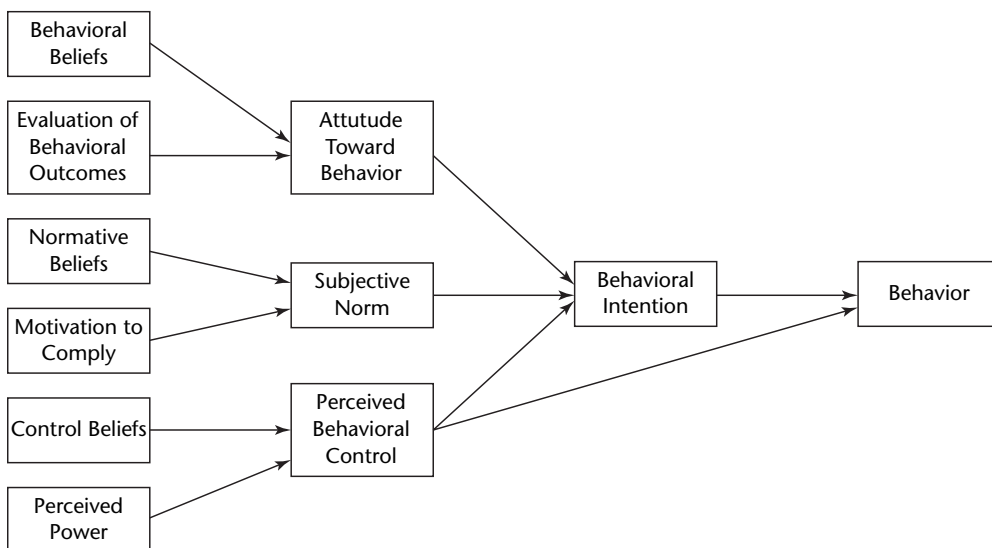 Behavioral
Beliefs
Evaluation of
Behavioral
Outcomes
Normative
Beliefs
Motivation to
Comply
Control Beliefs
Perceived
Power
Attutude
Toward
Behavior
Subjective
Norm
Perceived
Behavioral
Control
Behavioral
Intention
Behavior